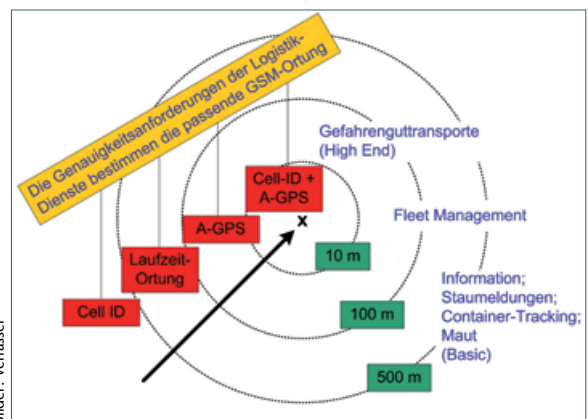 Die Genauigkeitsanforderungen der Logistik-
Dienste bestimmen die passende GSM-Ortung
Gefahrenguttransporte
(High End)
Cell-ID +
A-GPS
x
A-GPS
Fleet Management
10 m
Laufzeit-
Ortung
Information;
Staumeldungen;
Container-Tracking;
Maut
(Basic)
Cell ID
100 m
500 m
Verfasser